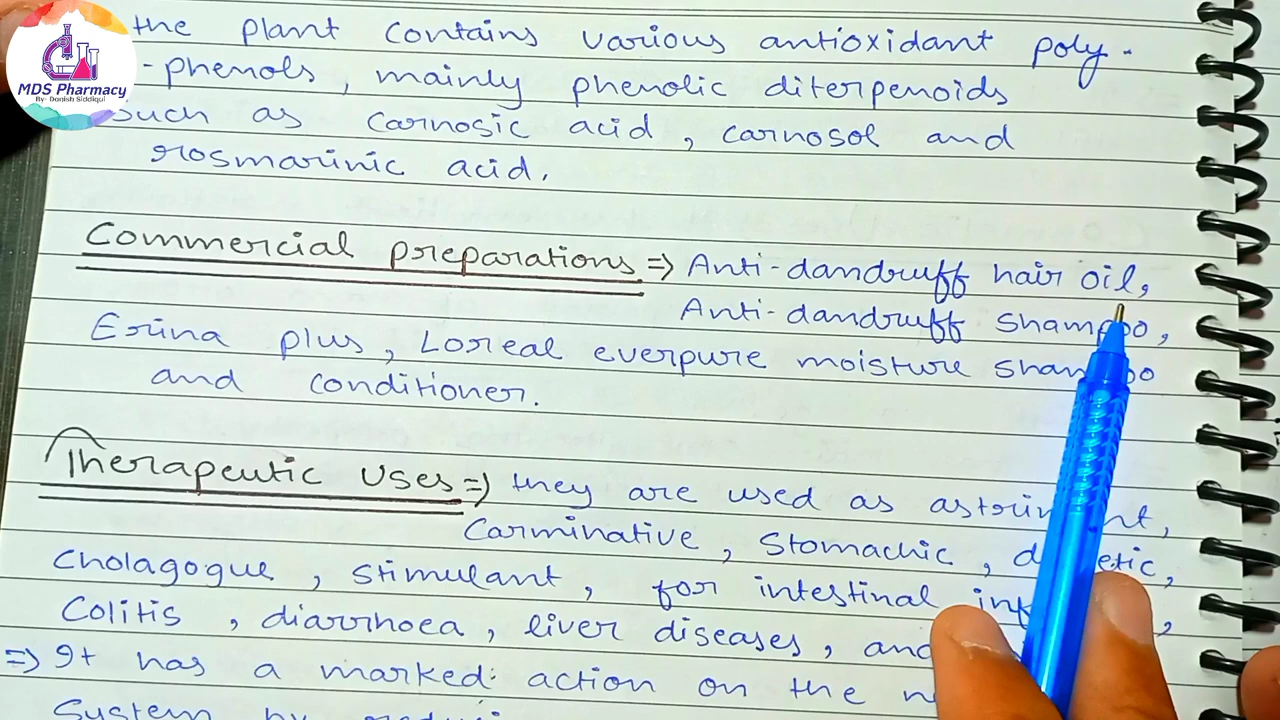 MDS Pharmacy
By- Danish Siddiqui
the plant contains various antioxidant poly-
-phenols, mainly phenolic diterpenoids
such as carnosic acid, carnosol and
rosmarinic acid.
Commercial preparations => Anti-dandruff hair oil,
Anti-dandruff shampoo,
Erina plus, Loreal everpure moisture shampoo
and conditioner.
Therapeutic Uses => they are used as
Carminative, Stomachic,
Cholagogue, stimulant, for intestinal
Colitis, diarrhoea, liver diseases, and
=> It has a marked action on the
System by